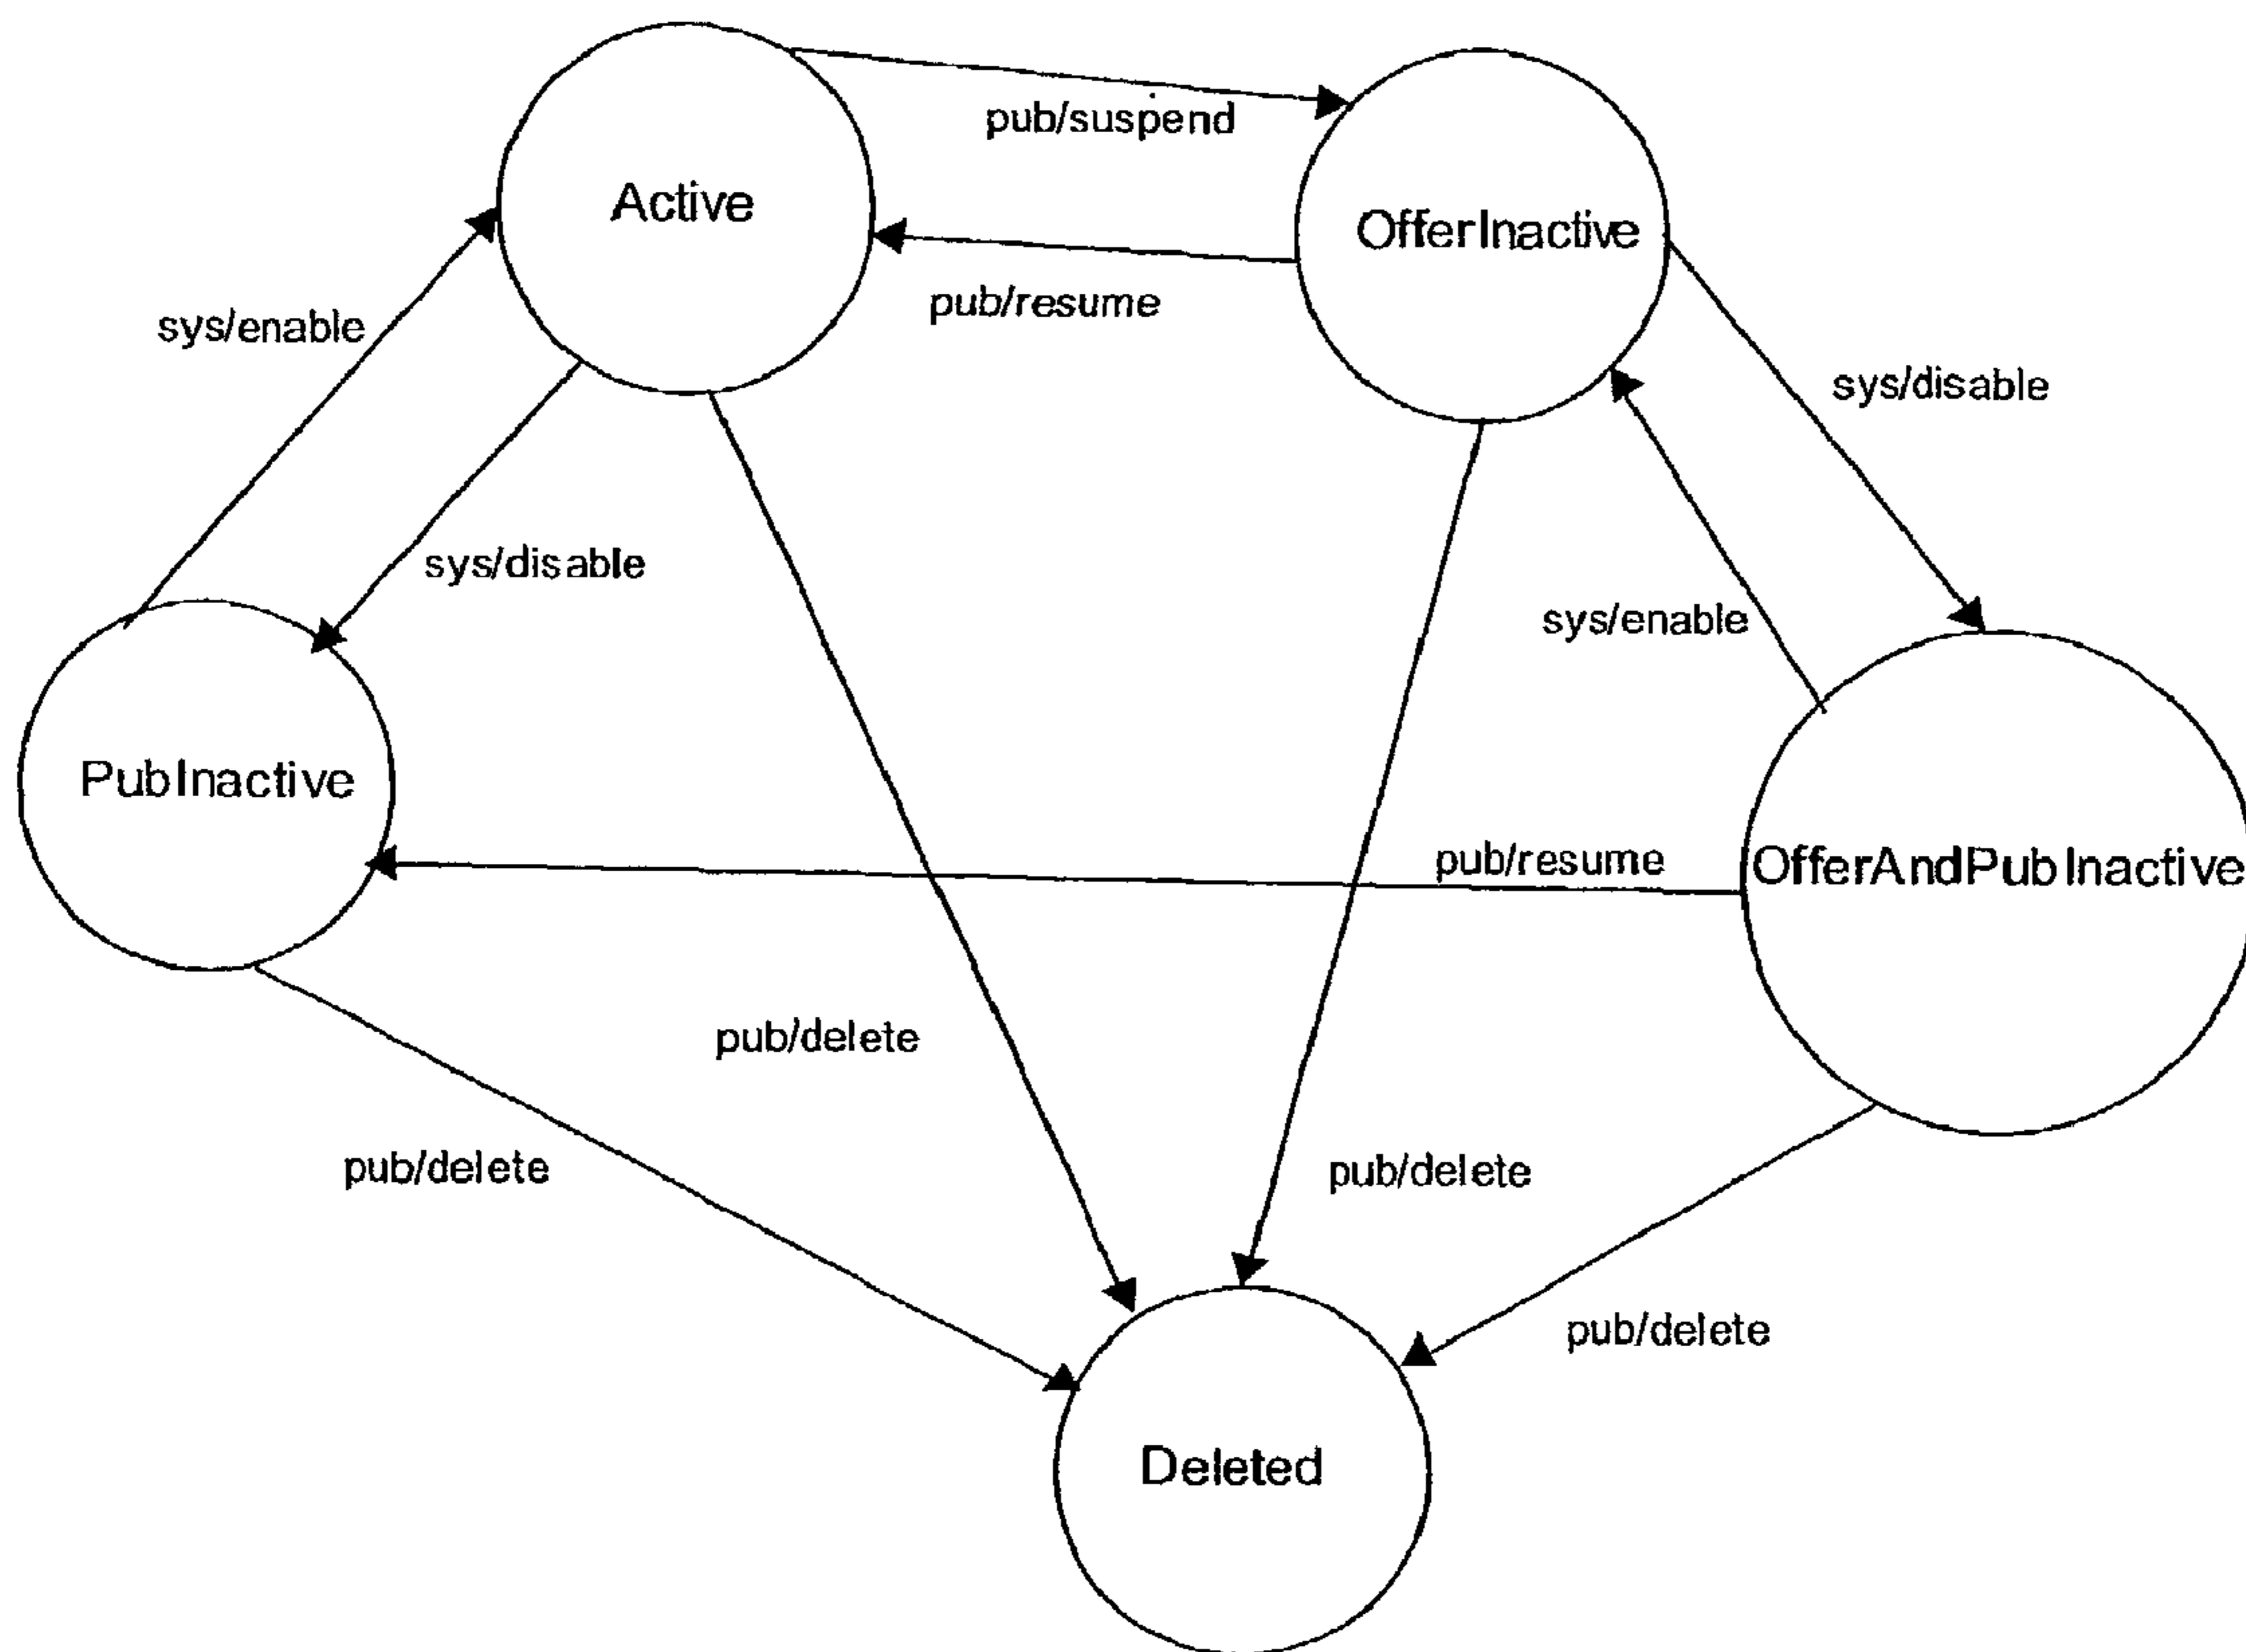 pub/suspend
Active
OfferInactive
pub/resume
sys/enable
sys/disable
sys/disable
sys/enable
PubInactive
pub/resume
OfferAndPubInactive
pub/delete
pub/delete
pub/delete
pub/delete
Deleted